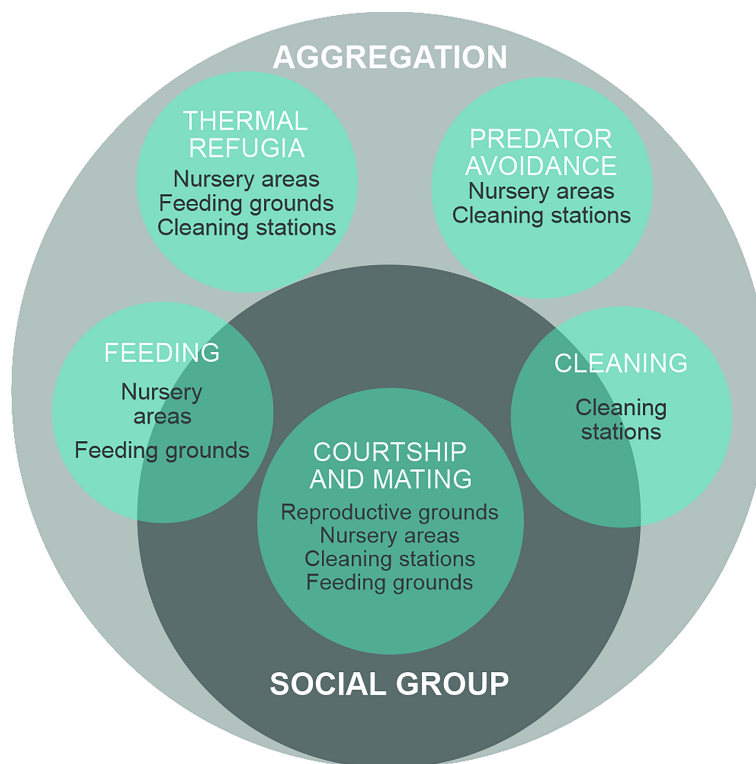 AGGREGATION
THERMAL
REFUGIA
Nursery areas
Feeding grounds
Cleaning stations
PREDATOR
AVOIDANCE
Nursery areas
Cleaning stations
FEEDING
Nursery
areas
Feeding grounds
CLEANING
Cleaning
stations
COURTSHIP
AND MATING
Reproductive grounds
Nursery areas
Cleaning stations
Feeding grounds
SOCIAL GROUP